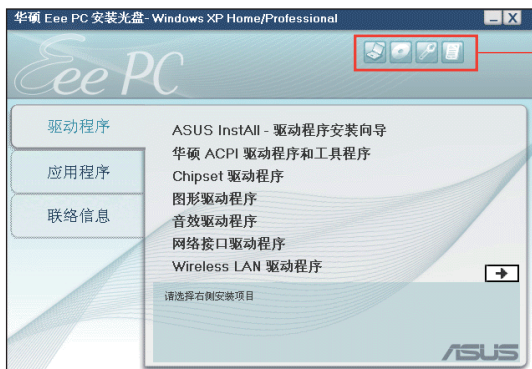 华硕 Eee PC 安装光盘- Windows XP Home/Professional
Eee PC
驱动程序
应用程序
联络信息
ASUS InstAll - 驱动程序安装向导
华硕 ACPI 驱动程序和工具程序
Chipset 驱动程序
图形驱动程序
音效驱动程序
网络接口驱动程序
Wireless LAN 驱动程序
请选择右侧安装项目
ASUS